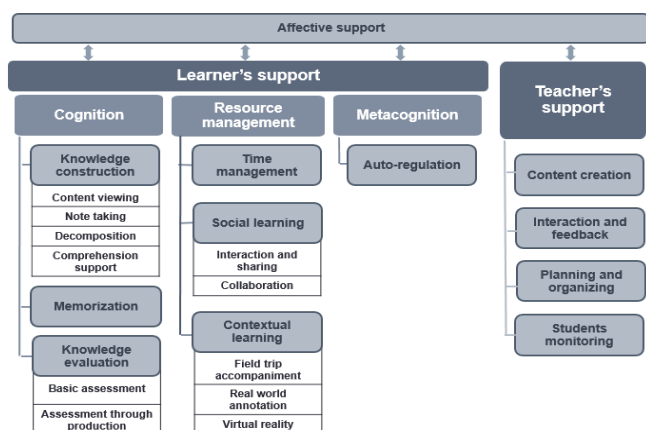 Affective support
Learner's support
Teacher's
support
Cognition
Resource
management
Metacognition
Knowledge
construction
Content viewing
Note taking
Decomposition
Comprehension
support
Memorization
Knowledge
evaluation
Basic assessment
Assessment through
production
Time
management
Social learning
Interaction and
sharing
Collaboration
Contextual
learning
Field trip
accompaniment
Real world
annotation
Virtual reality
Auto-regulation
Content creation
Interaction and
feedback
Planning and
organizing
Students
monitoring